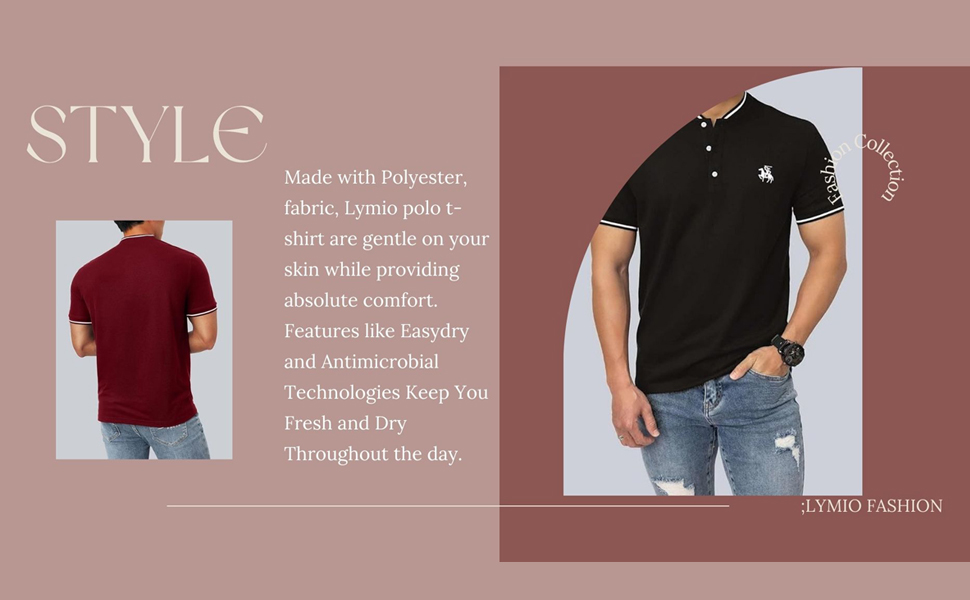 STYLE
Made with Polyester,
fabric, Lymio polo t-
shirt are gentle on your
skin while providing
absolute comfort.
Features like Easydry
and Antimicrobial
Technologies Keep You
Fresh and Dry
Throughout the day.
Fashion Collection
;LYMIO FASHION